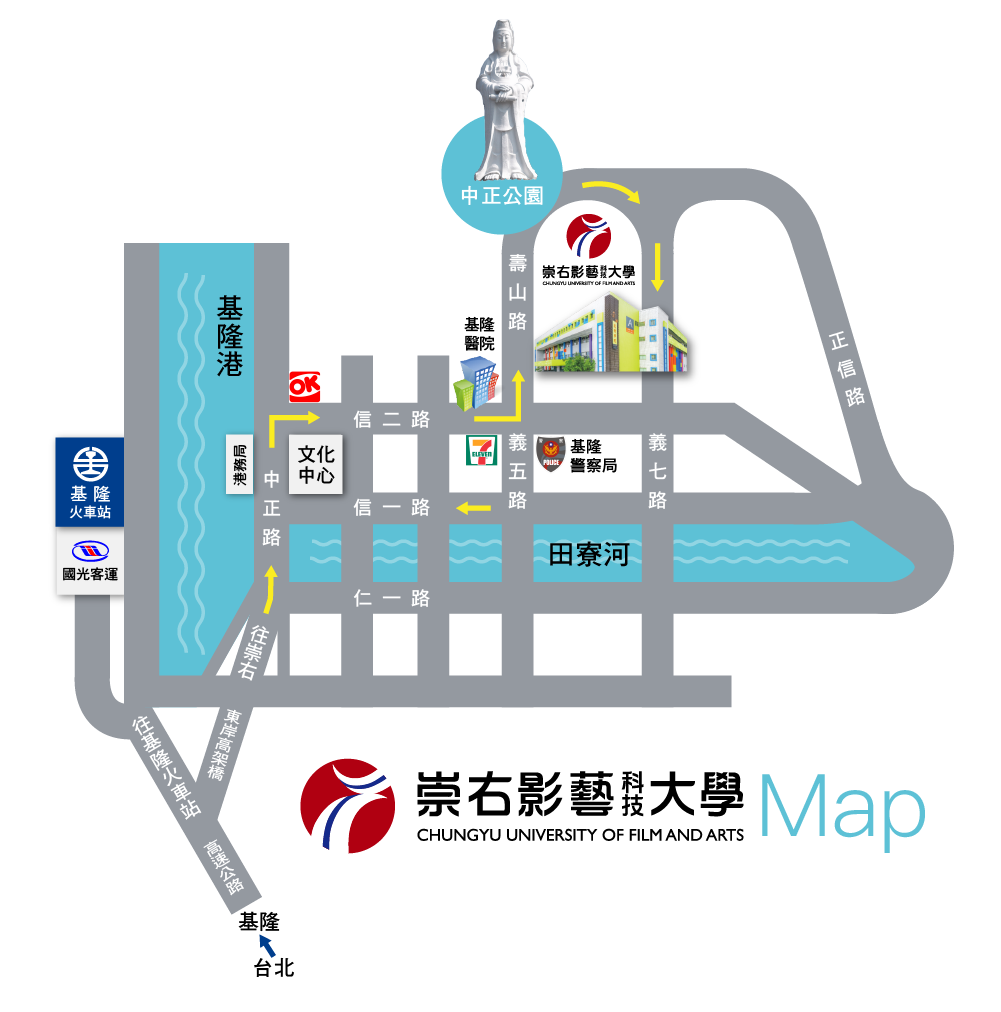 中正公園
崇右影藝科技大學
CHUNGYU UNIVERSITY OF FILM AND ARTS
壽山路
基隆港
基隆
醫院
正信路
OK
信二路
港務局
文化
中心
中正路
7
ELEVEN
義五路
POLICE
基隆
警察局
義七路
基隆
火車站
國光客運
信一路
田寮河
仁一路
往崇右
東岸高架橋
往基隆火車站
高速公路
基隆
台北
崇右影藝科技大學
CHUNGYU UNIVERSITY OF FILM AND ARTS
Map